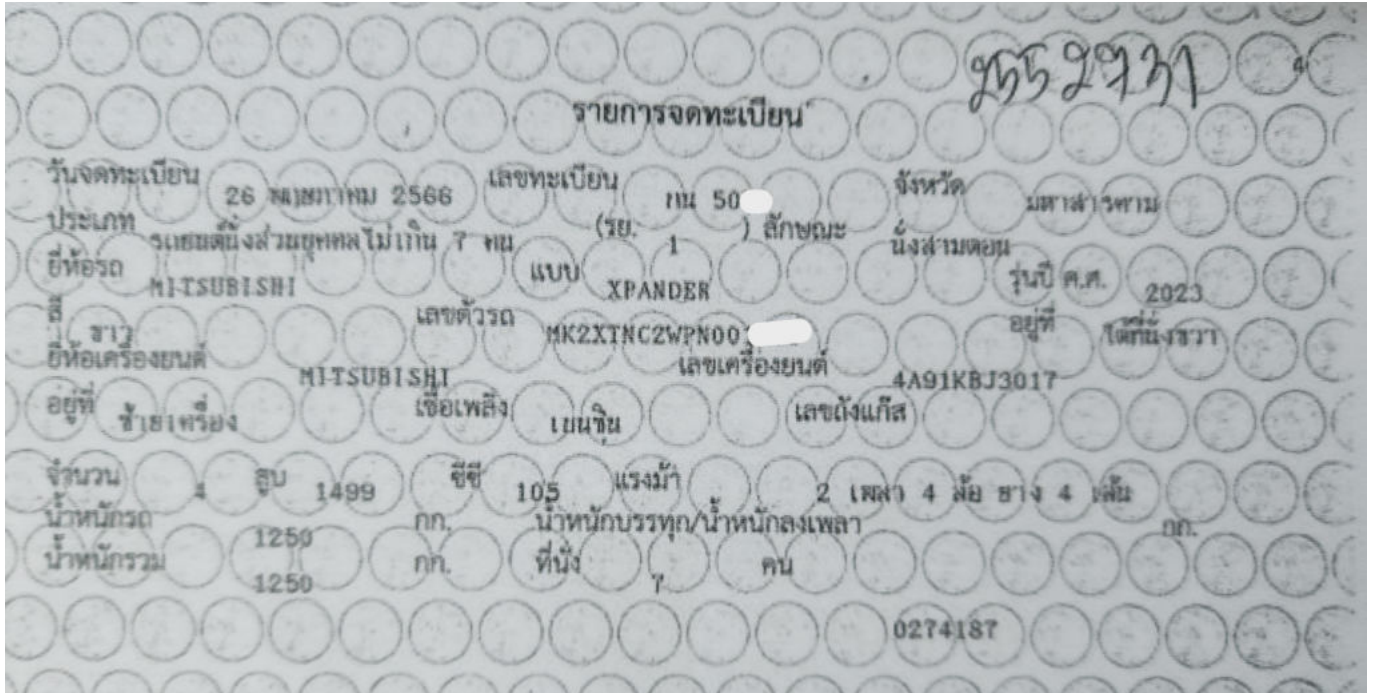 2552731
4
รายการจดทะเบียน
วันจดทะเบียน 26 พฤษภาคม 2566 เลขทะเบียน กน 50 จังหวัด มหาสารคาม
ประเภท รถยนต์นั่งส่วนบุคคลไม่เกิน 7 คน (รย. 1 ) ลักษณะ นั่งสามตอน
ยี่ห้อรถ MITSUBISHI แบบ XPANDER รุ่นปี ค.ศ. 2023
สี ขาว เลขตัวรถ MK2XTNC2WPN00 อยู่ที่ ใต้ที่นั่งขวา
ยี่ห้อเครื่องยนต์ MITSUBISHI เลขเครื่องยนต์ 4A91KBJ3017
อยู่ที่ ซ้ายเครื่อง เชื้อเพลิง เบนซิน เลขถังแก๊ส
จำนวน 4 สูบ 1499 ซีซี 105 แรงม้า 2 เพลา 4 ล้อ ยาง 4 เส้น
น้ำหนักรถ 1250 กก. น้ำหนักบรรทุก/น้ำหนักลงเพลา กก.
น้ำหนักรวม 1250 กก. ที่นั่ง 7 คน
0274187